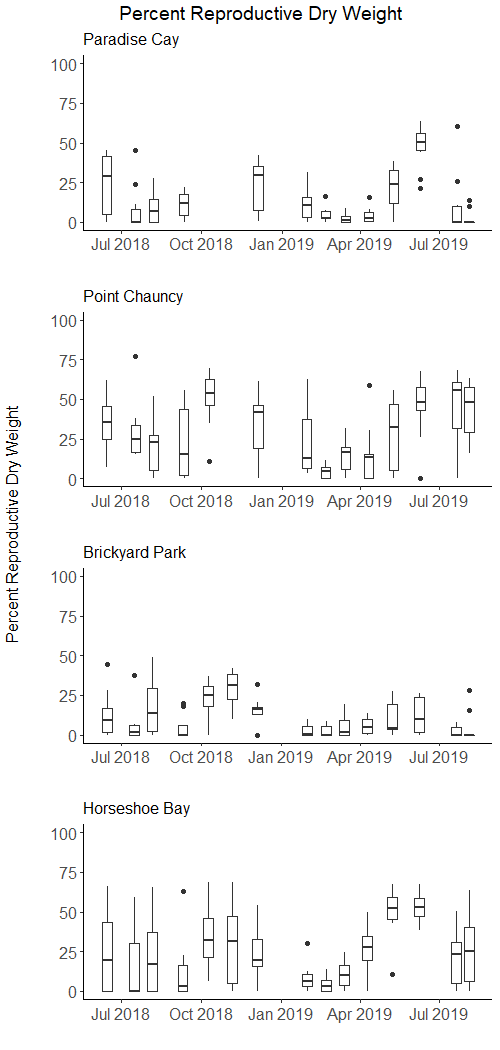 Percent Reproductive Dry Weight
Paradise Cay
100
75
50
25
0
Jul 2018 Oct 2018 Jan 2019 Apr 2019 Jul 2019
Point Chauncy
100
75
50
25
0
Jul 2018 Oct 2018 Jan 2019 Apr 2019 Jul 2019
Percent Reproductive Dry Weight
Brickyard Park
100
75
50
25
0
Jul 2018 Oct 2018 Jan 2019 Apr 2019 Jul 2019
Horseshoe Bay
100
75
50
25
0
Jul 2018 Oct 2018 Jan 2019 Apr 2019 Jul 2019